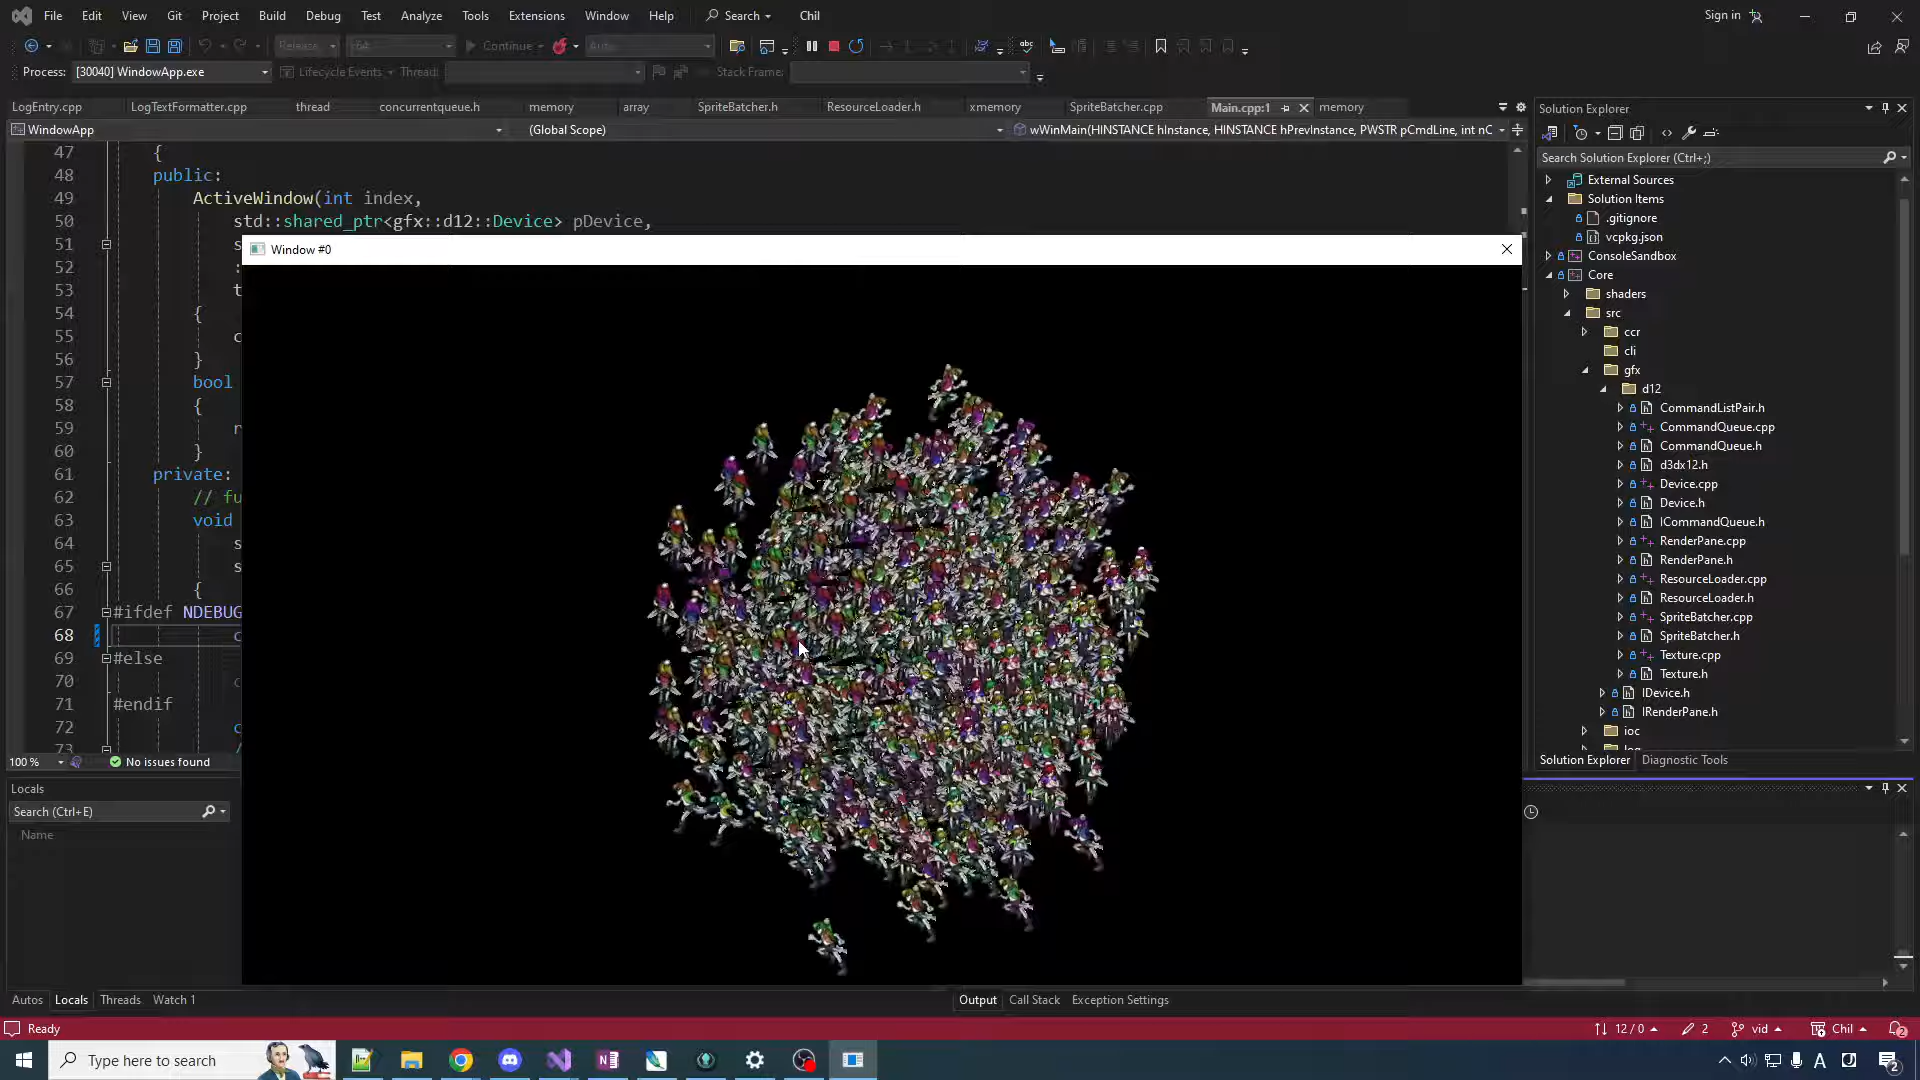 File Edit View Git Project Build Debug Test Analyze Tools Extensions Window Help Search Chil Sign in
Release Continue Auto
Process: [30040] WindowApp.exe Lifecycle Events Thread: Stack Frame:
LogEntry.cpp LogTextFormatter.cpp thread concurrentqueue.h memory array SpriteBatcher.h ResourceLoader.h xmemory SpriteBatcher.cpp Main.cpp:1 memory
WindowApp (Global Scope) wWinMain(HINSTANCE hInstance, HINSTANCE hPrevInstance, PWSTR pCmdLine, int nC
47 {
48 public:
49 ActiveWindow(int index,
50 std::shared_ptr<gfx::d12::Device> pDevice,
51 s
52 :
53 t
54 {
55 c
56 }
57 bool
58 {
59 r
60 }
61 private:
62 // fu
63 void
64 s
65 s
66 {
67 #ifdef NDEBUG
68 c
69 #else
70 c
71 #endif
72 c
73 /
100 % No issues found
Window #0
Locals
Search (Ctrl+E)
Name
Autos Locals Threads Watch 1
Output Call Stack Exception Settings
Solution Explorer
Search Solution Explorer (Ctrl+;)
External Sources
Solution Items
.gitignore
vcpkg.json
ConsoleSandbox
Core
shaders
src
ccr
cli
gfx
d12
CommandListPair.h
CommandQueue.cpp
CommandQueue.h
d3dx12.h
Device.cpp
Device.h
ICommandQueue.h
RenderPane.cpp
RenderPane.h
ResourceLoader.cpp
ResourceLoader.h
SpriteBatcher.cpp
SpriteBatcher.h
Texture.cpp
Texture.h
IDevice.h
IRenderPane.h
ioc
log
Solution Explorer Diagnostic Tools
Ready 12 / 0 2 vid Chil 2
Type here to search A 2